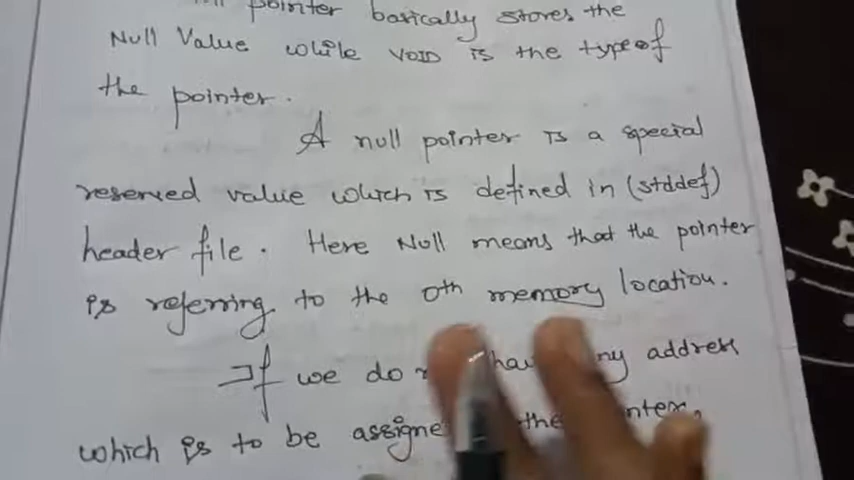 pointer basically stores the
Null Value while VOID is the type of
the pointer.
A null pointer is a special
reserved value which is defined in (stddef)
header file. Here Null means that the pointer
is referring to the 0th memory location.
If we do any address
which is to be